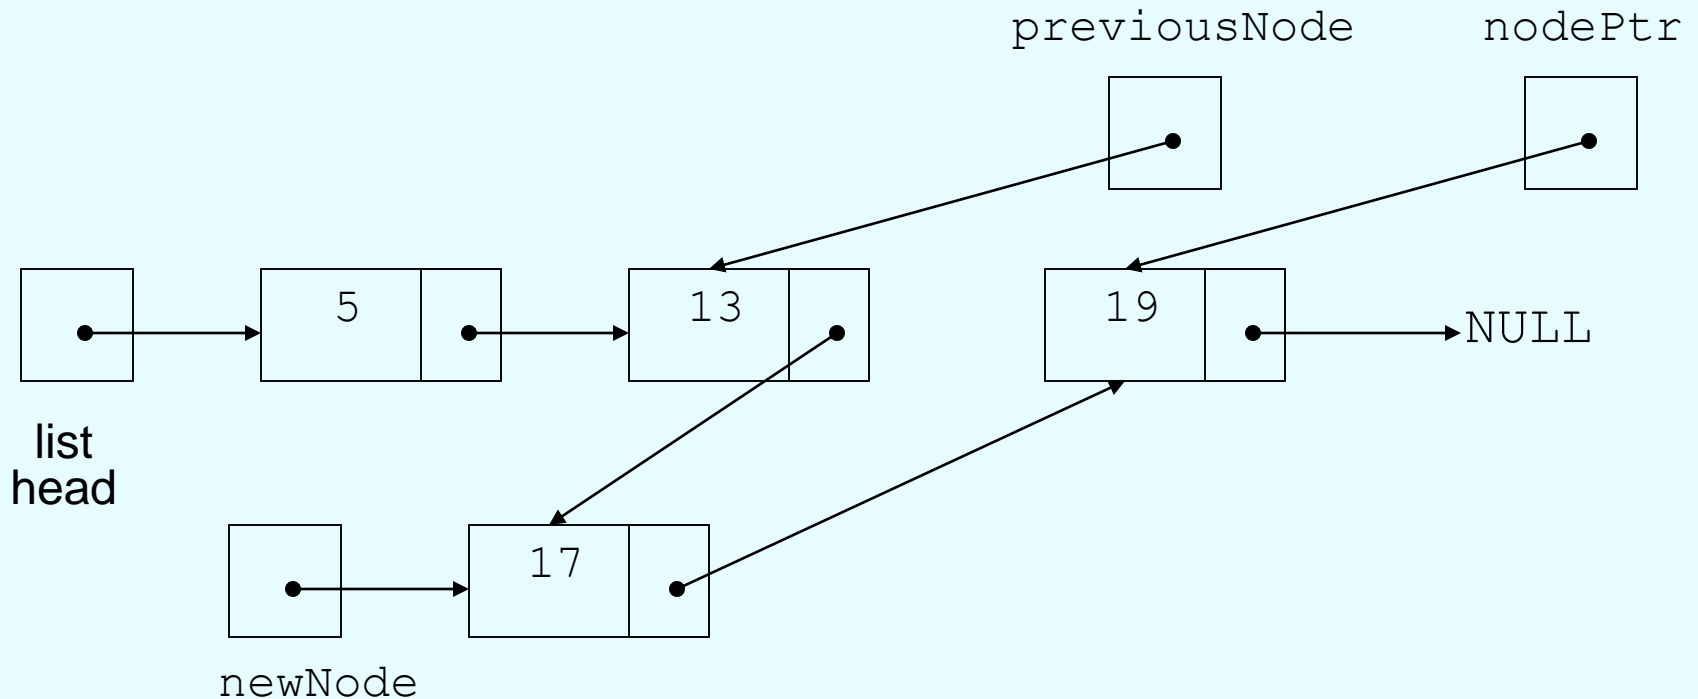 previousNode
nodePtr
5
13
19
NULL
list
head
17
newNode